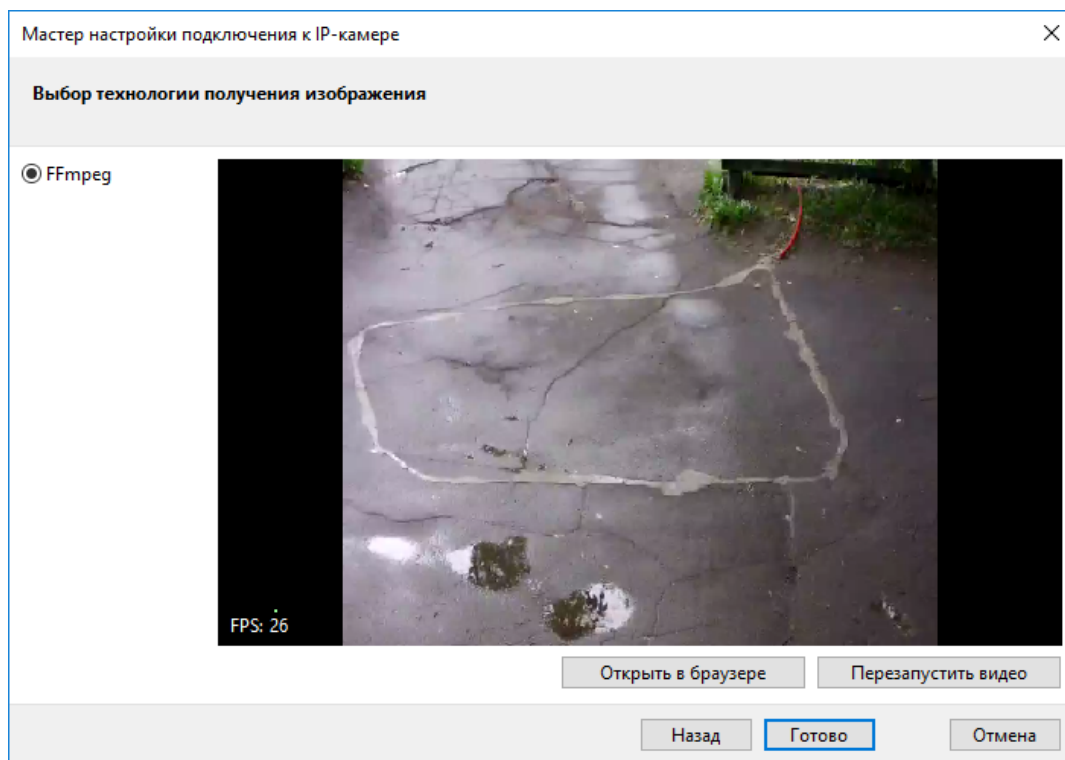 Мастер настройки подключения к IP-камере
Выбор технологии получения изображения
FFmpeg
FPS: 26
Открыть в браузере
Перезапустить видео
Назад
Готово
Отмена